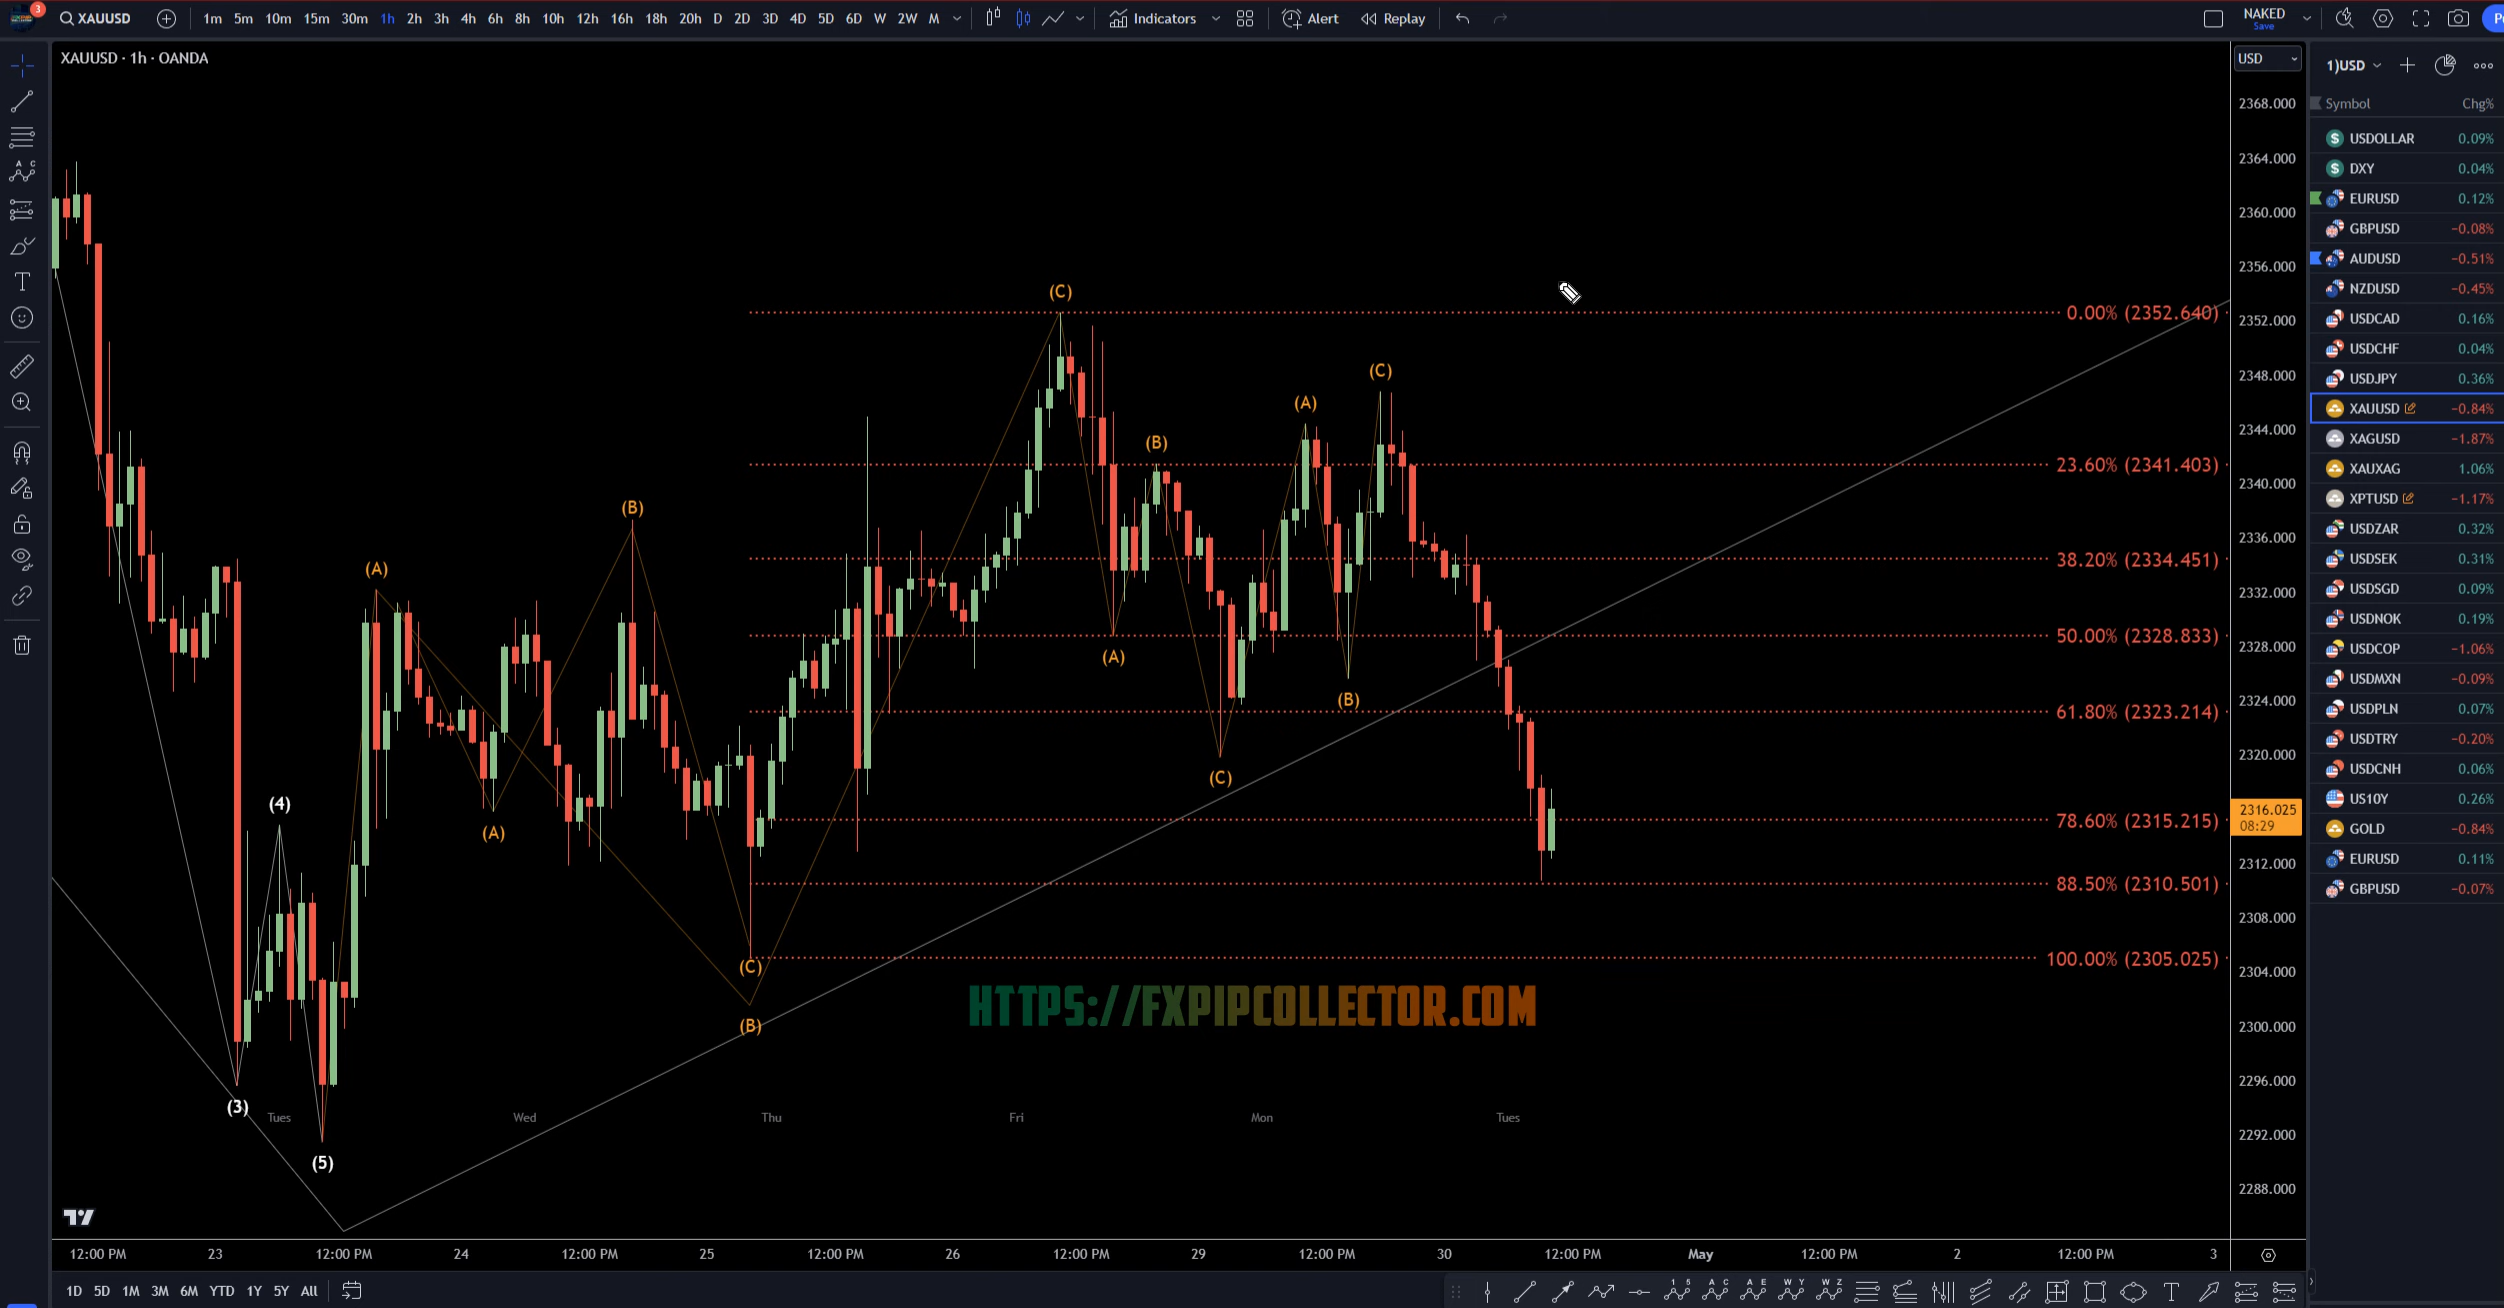 3
XAUUSD 1m 5m 10m 15m 30m 1h 2h 3h 4h 6h 8h 10h 12h 16h 18h 20h D 2D 3D 4D 5D 6D W 2W M Indicators Alert Replay NAKED
Save
XAUUSD · 1h · OANDA
USD
1)USD
Symbol Chg%
2368.000
2364.000
2360.000
2356.000
2352.000
2348.000
2344.000
2340.000
2336.000
2332.000
2328.000
2324.000
2320.000
2316.025
08:29
2312.000
2308.000
2304.000
2300.000
2296.000
2292.000
2288.000
USDOLLAR 0.09%
DXY 0.04%
EURUSD 0.12%
GBPUSD -0.08%
AUDUSD -0.51%
NZDUSD -0.45%
USDCAD 0.16%
USDCHF 0.04%
USDJPY 0.36%
XAUUSD -0.84%
XAGUSD -1.87%
XAUXAG 1.06%
XPTUSD -1.17%
USDZAR 0.32%
USDSEK 0.31%
USDSGD 0.09%
USDNOK 0.19%
USDCOP -1.06%
USDMXN -0.09%
USDPLN 0.07%
USDTRY -0.20%
USDCNH 0.06%
US10Y 0.26%
GOLD -0.84%
EURUSD 0.11%
GBPUSD -0.07%
(C)
0.00% (2352.640)
(C)
(A)
(B)
23.60% (2341.403)
(B)
38.20% (2334.451)
(A)
50.00% (2328.833)
(A)
(B)
61.80% (2323.214)
(C)
(4)
78.60% (2315.215)
(A)
88.50% (2310.501)
100.00% (2305.025)
(C)
HTTPS://FXPIPCOLLECTOR.COM
(B)
(3)
Tues Wed Thu Fri Mon Tues
(5)
12:00 PM 23 12:00 PM 24 12:00 PM 25 12:00 PM 26 12:00 PM 29 12:00 PM 30 12:00 PM May 12:00 PM 2 12:00 PM 3
1D 5D 1M 3M 6M YTD 1Y 5Y All